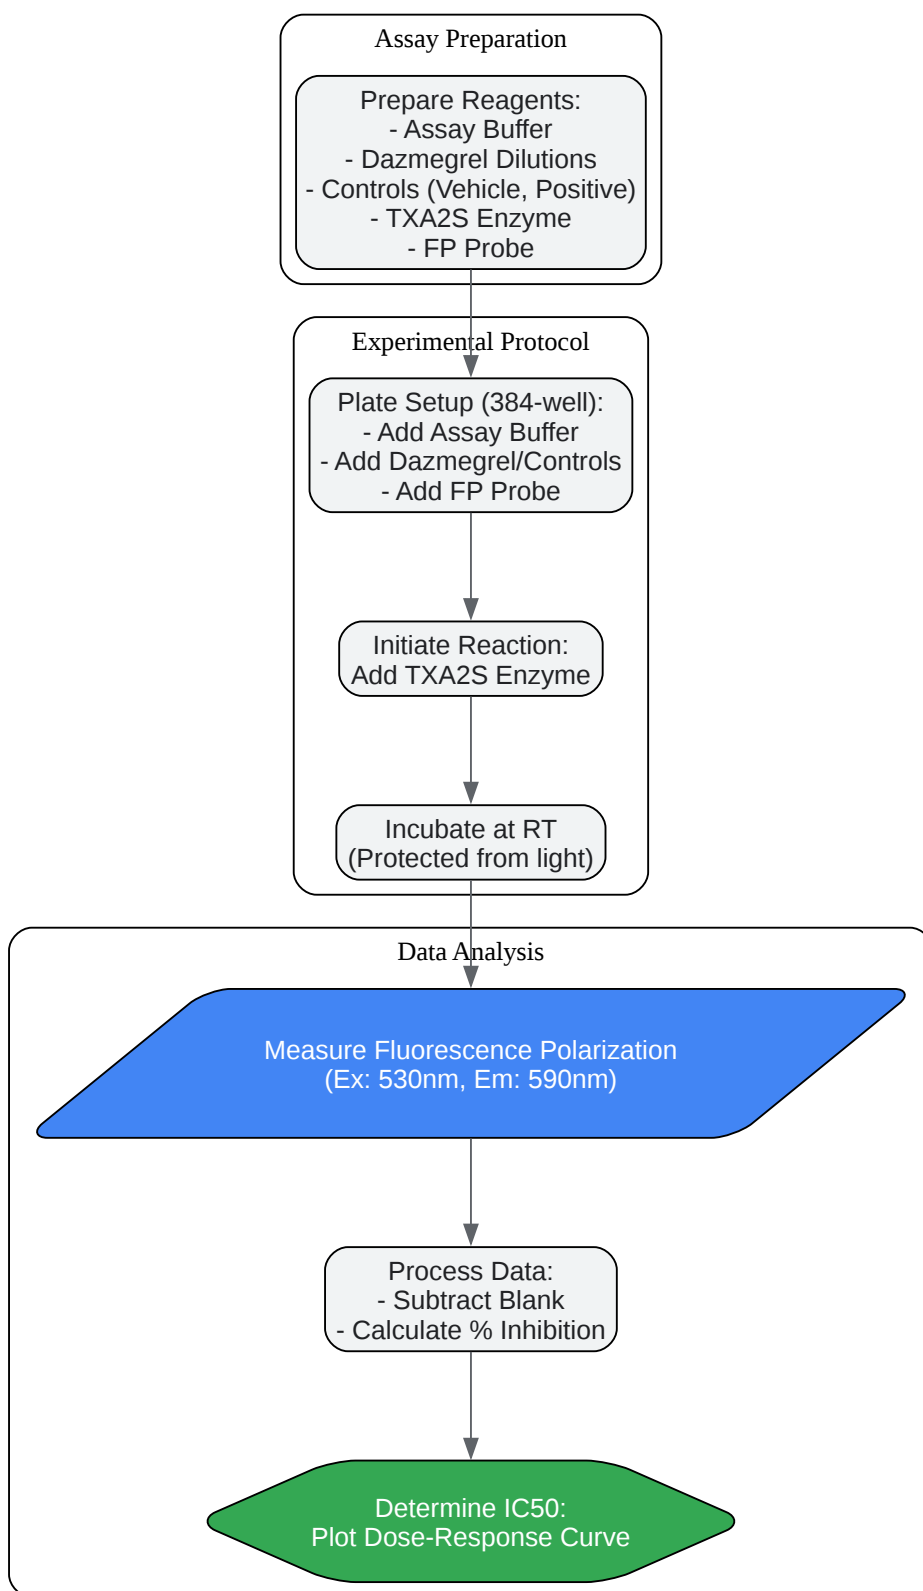 Assay Preparation
Prepare Reagents:
- Assay Buffer
- Dazmegrel Dilutions
- Controls (Vehicle, Positive)
- TXA2S Enzyme
- FP Probe
Experimental Protocol
Plate Setup (384-well):
- Add Assay Buffer
- Add Dazmegrel/Controls
- Add FP Probe
Initiate Reaction:
Add TXA2S Enzyme
Incubate at RT
(Protected from light)
Data Analysis
Measure Fluorescence Polarization
(Ex: 530nm, Em: 590nm)
Process Data:
- Subtract Blank
- Calculate % Inhibition
Determine IC50:
Plot Dose-Response Curve